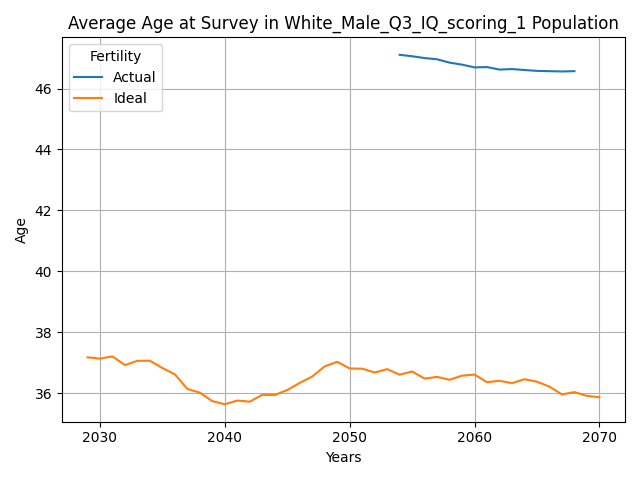 Average Age at Survey in White_Male_Q3_IQ_scoring_1 Population
Fertility
Actual
Ideal
46
44
42
40
38
36
Age
2030
2040
2050
2060
2070
Years